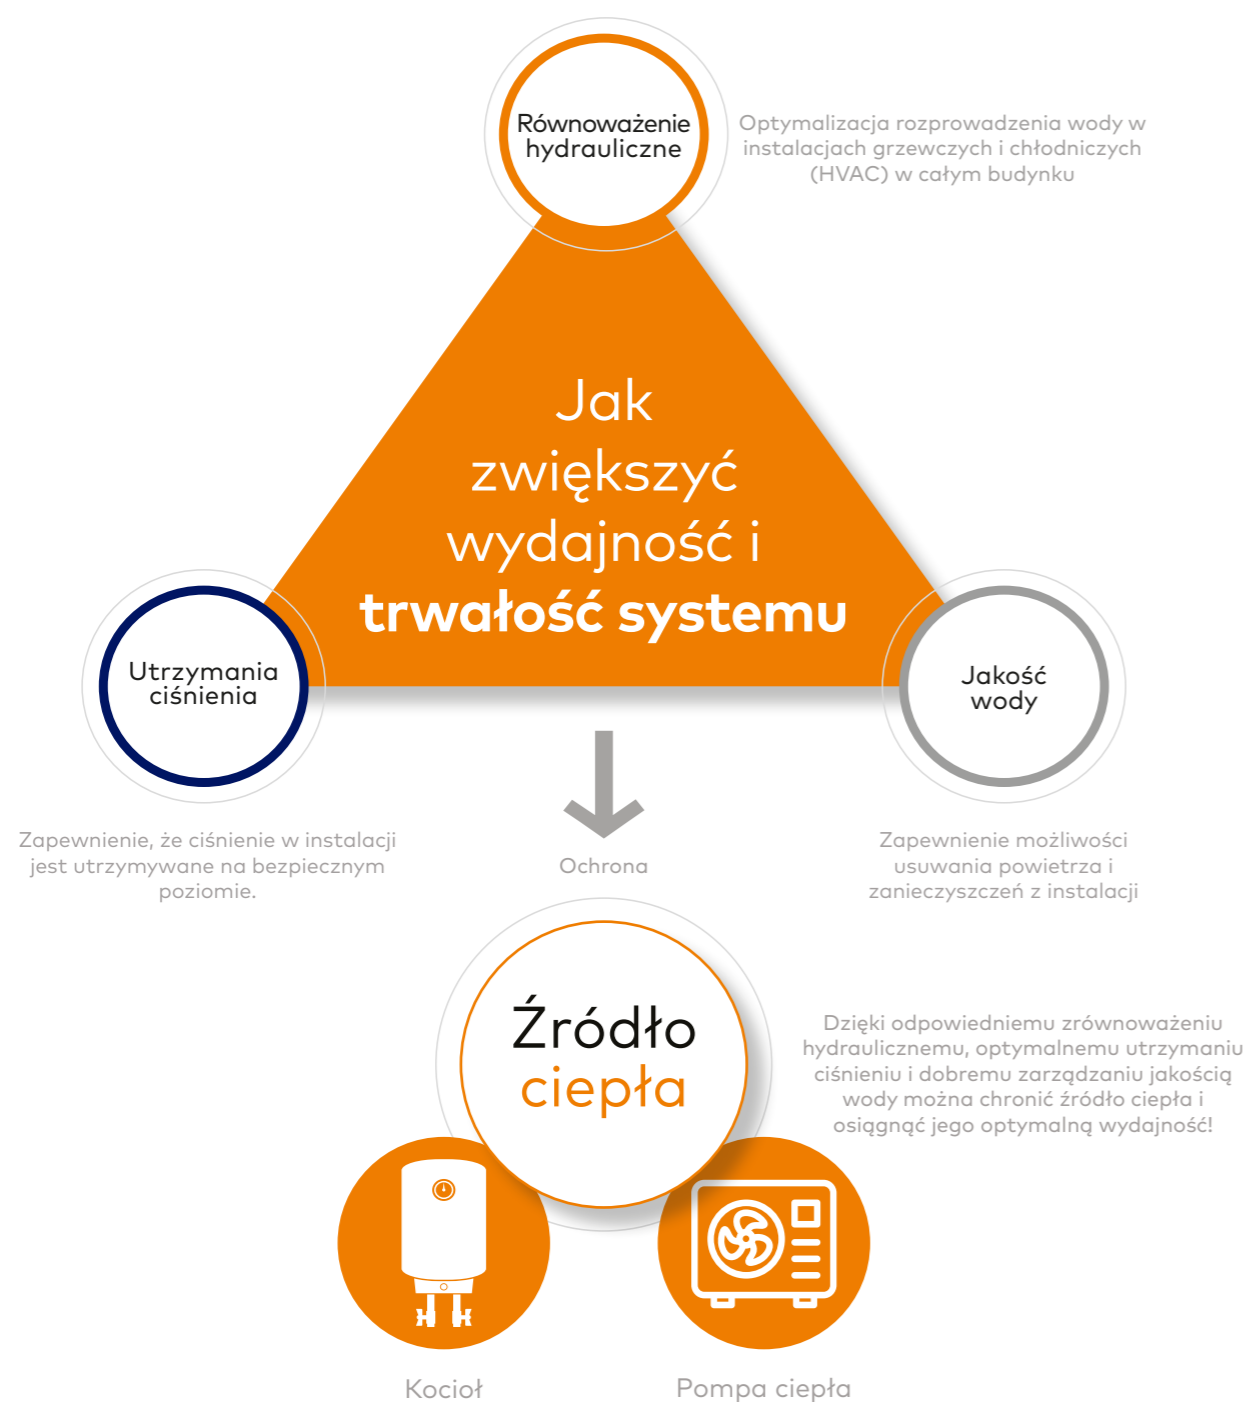 Równoważenie
hydrauliczne
Optymalizacja rozprowadzenia wody w
instalacjach grzewczych i chłodniczych
(HVAC) w całym budynku
Jak
zwiększyć
wydajność i
trwałość systemu
Utrzymania
ciśnienia
Jakość
wody
Zapewnienie, że ciśnienie w instalacji
jest utrzymywane na bezpiecznym
poziomie.
Ochrona
Zapewnienie możliwości
usuwania powietrza i
zanieczyszczeń z instalacji
Źródło
ciepła
Dzięki odpowiedniemu zrównoważeniu
hydraulicznemu, optymalnemu utrzymaniu
ciśnieniu i dobremu zarządzaniu jakością
wody można chronić źródło ciepła i
osiągnąć jego optymalną wydajność!
Kocioł
Pompa ciepła